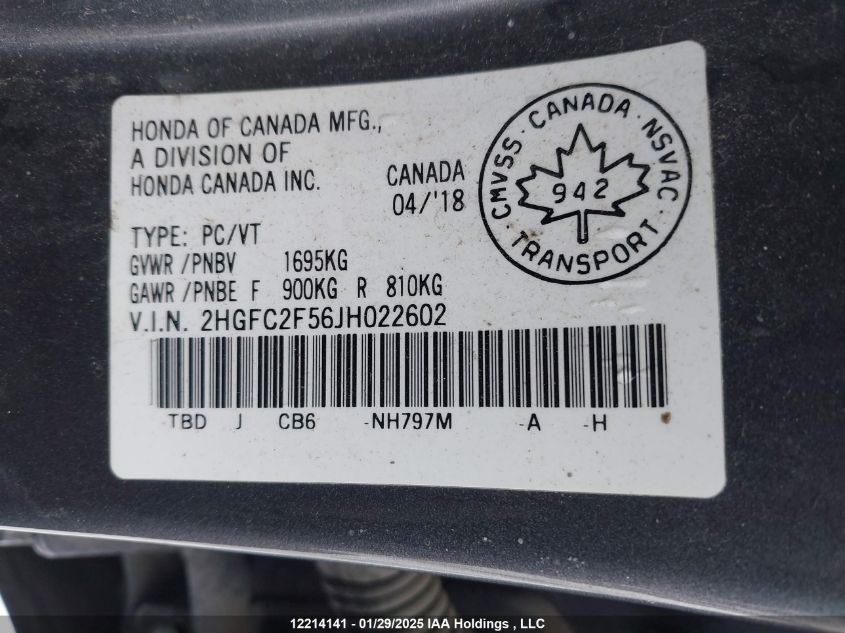 HONDA OF CANADA MFG.,
A DIVISION OF
HONDA CANADA INC.
CANADA
04/'18
CMVSS · CANADA · NSVAC
942
· TRANSPORT ·
TYPE: PC/VT
GVWR /PNBV 1695KG
GAWR /PNBE F 900KG R 810KG
V.I.N. 2HGFC2F56JH022602
-TBD J CB6 -NH797M -A -H
12214141 - 01/29/2025 IAA Holdings , LLC